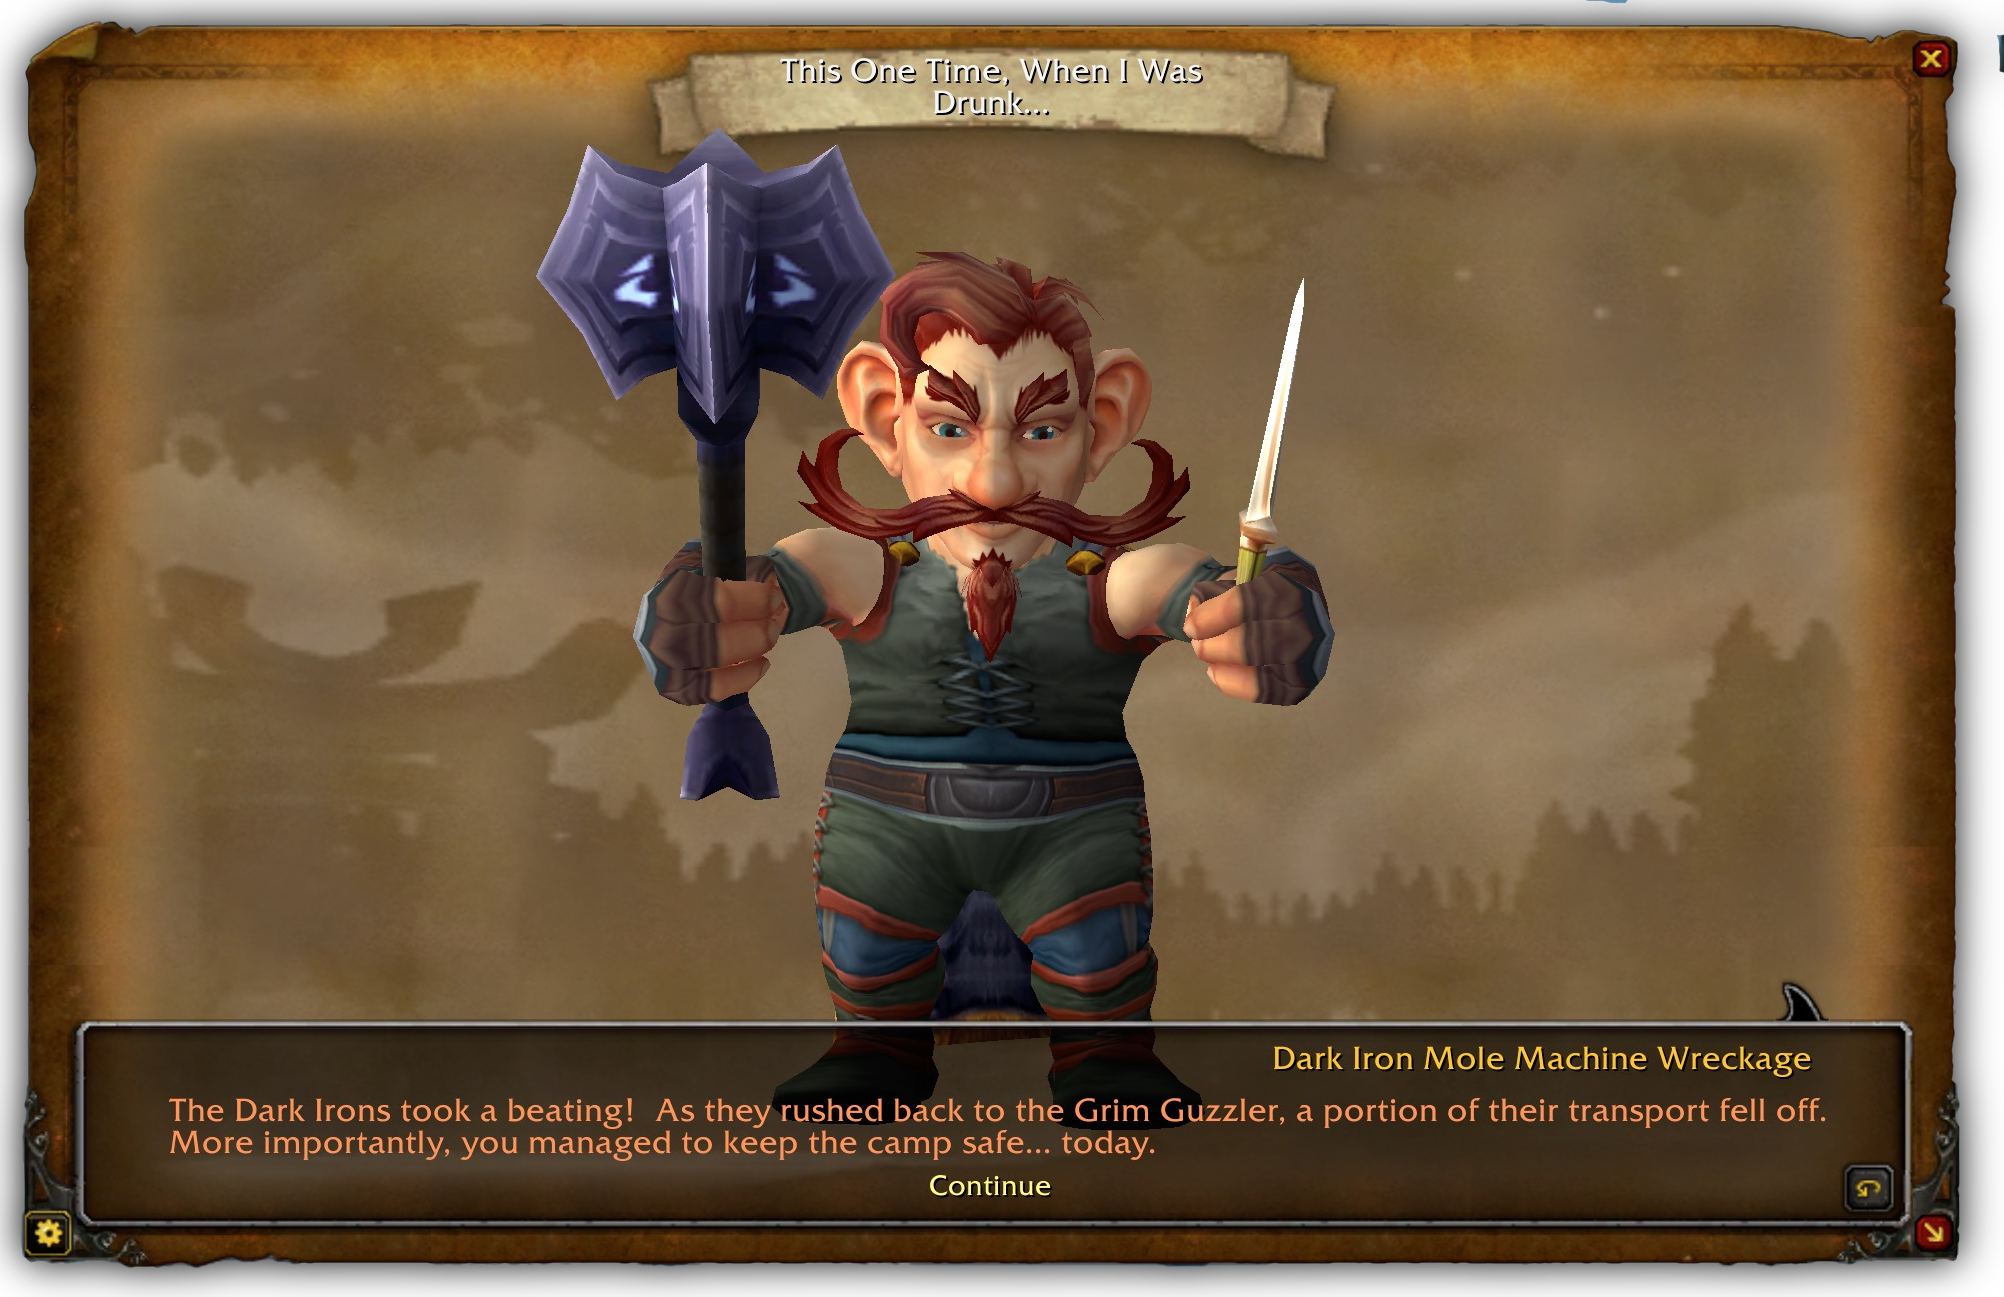 This One Time, When I Was
Drunk...
Dark Iron Mole Machine Wreckage
The Dark Irons took a beating!  As they rushed back to the Grim Guzzler, a portion of their transport fell off.
More importantly, you managed to keep the camp safe... today.
Continue